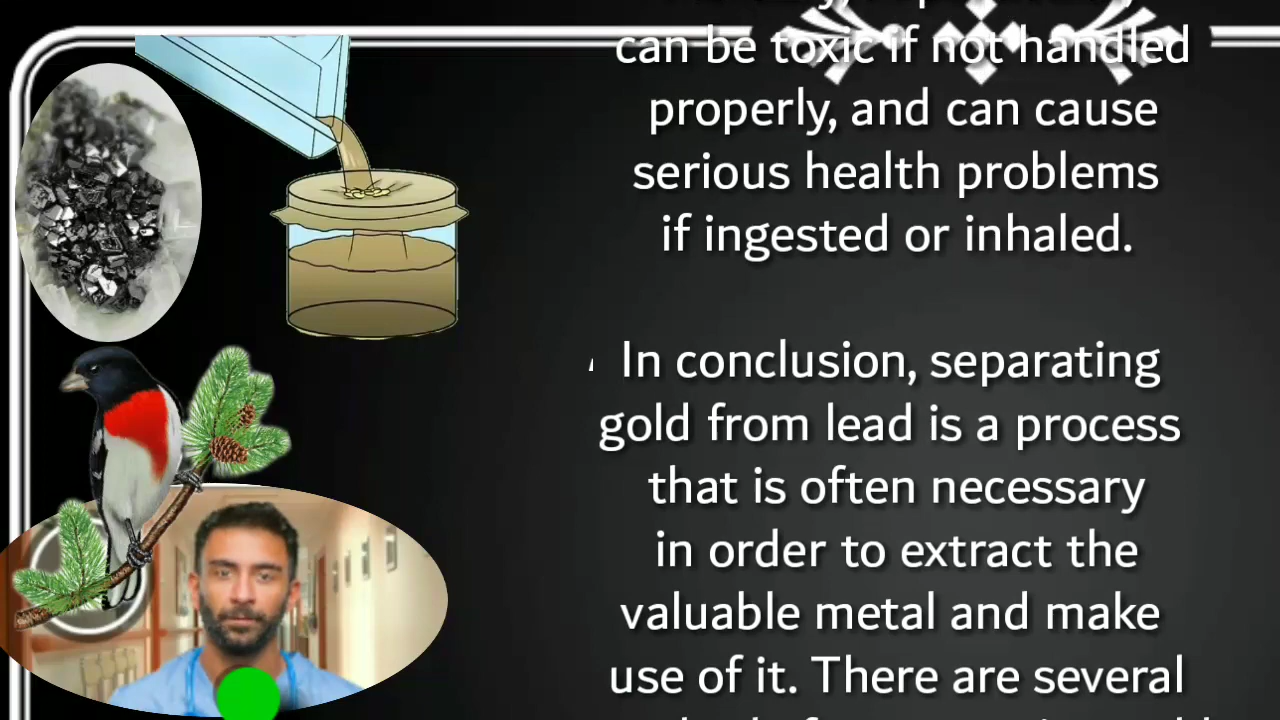 can be toxic if not handled
properly, and can cause
serious health problems
if ingested or inhaled.
In conclusion, separating
gold from lead is a process
that is often necessary
in order to extract the
valuable metal and make
use of it. There are several